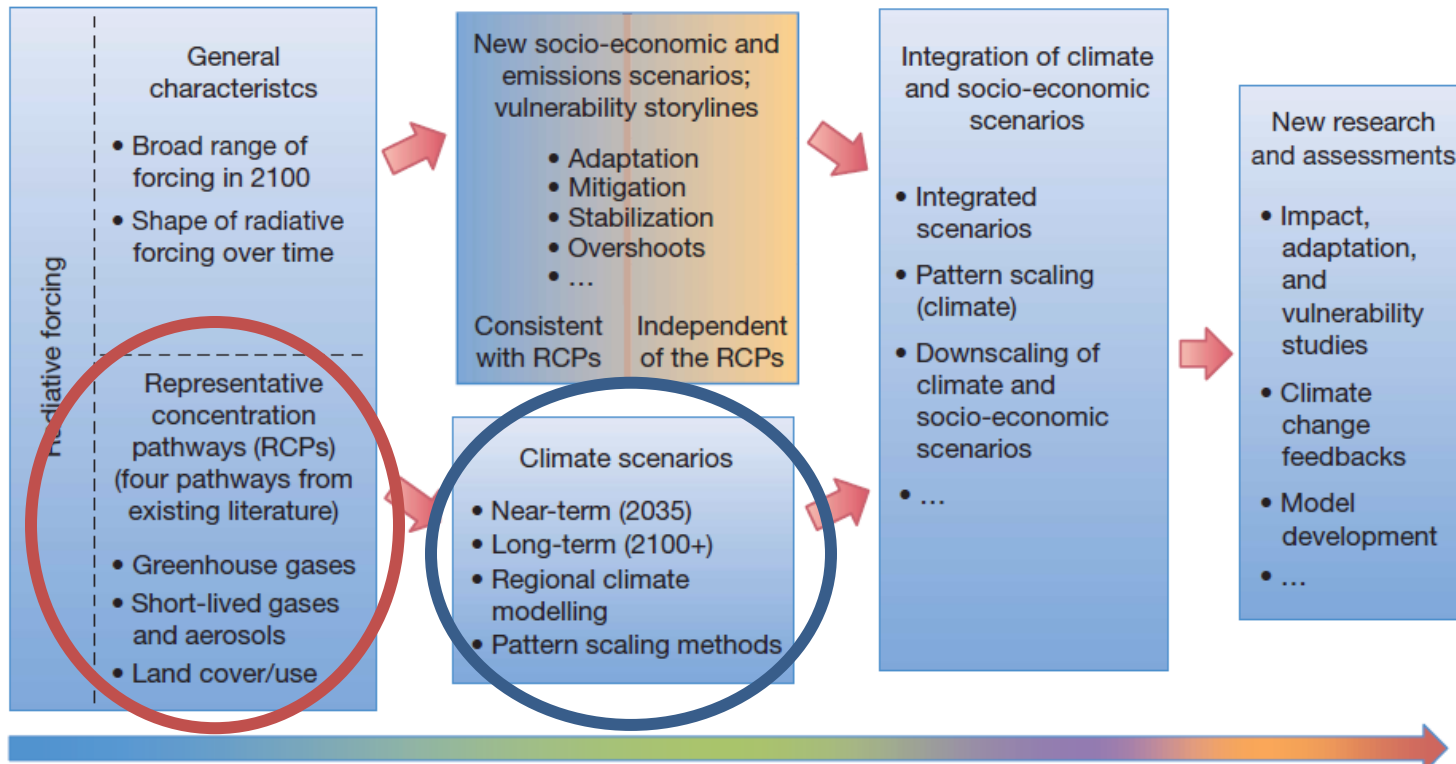 Radiative forcing
General
characteristcs
• Broad range of
forcing in 2100
• Shape of radiative
forcing over time
Representative
concentration
pathways (RCPs)
(four pathways from
existing literature)
• Greenhouse gases
• Short-lived gases
and aerosols
• Land cover/use
New socio-economic and
emissions scenarios;
vulnerability storylines
• Adaptation
• Mitigation
• Stabilization
• Overshoots
• ...
Consistent
with RCPs
Independent
of the RCPs
Climate scenarios
• Near-term (2035)
• Long-term (2100+)
• Regional climate
modelling
• Pattern scaling methods
Integration of climate
and socio-economic
scenarios
• Integrated
scenarios
• Pattern scaling
(climate)
• Downscaling of
climate and
socio-economic
scenarios
• ...
New research
and assessments
• Impact,
adaptation,
and
vulnerability
studies
• Climate
change
feedbacks
• Model
development
• ...